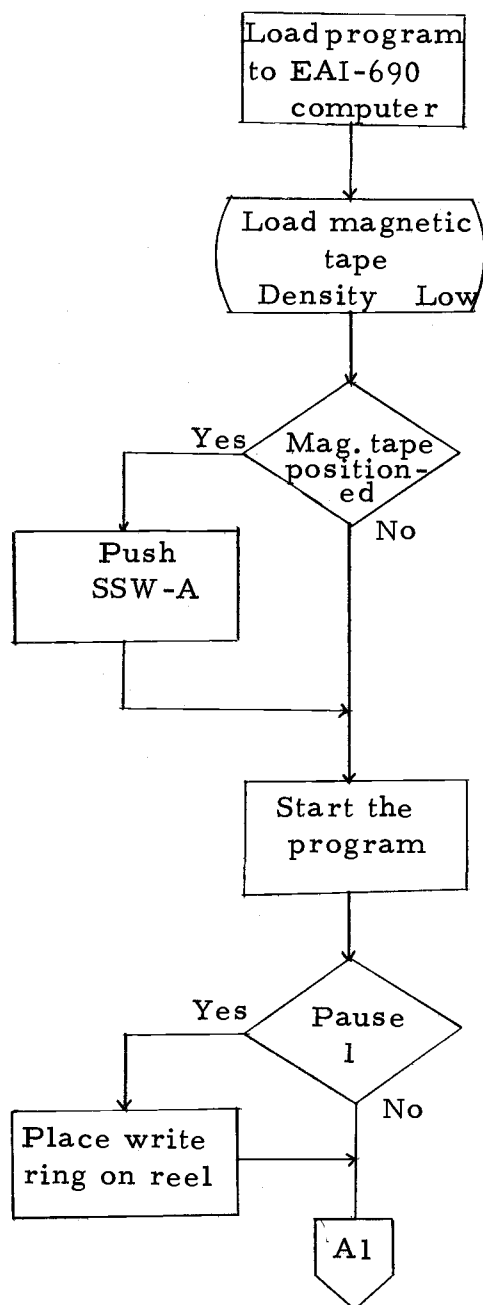 Load program
to EAI-690
computer
Load magnetic
tape
Density Low
Yes
Mag. tape
position-
ed
No
Push
SSW-A
Start the
program
Yes
Pause
1
No
Place write
ring on reel
A1